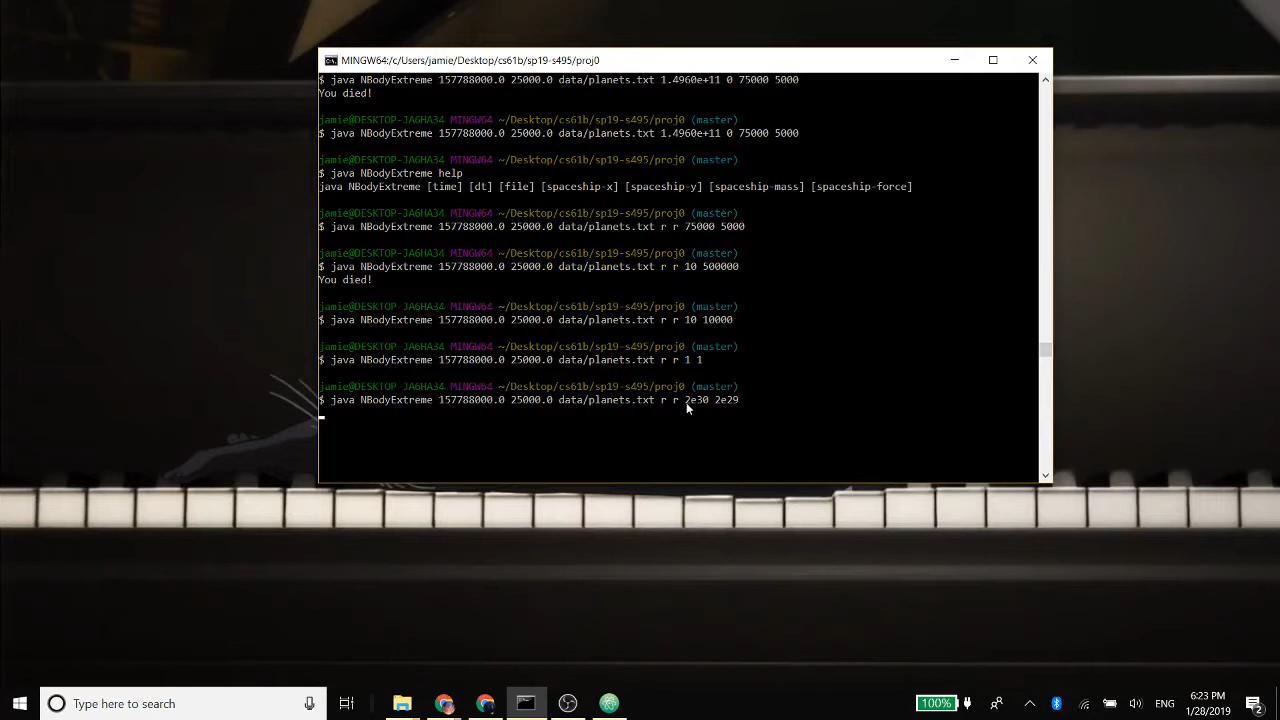 MINGW64:/c/Users/jamie/Desktop/cs61b/sp19-s495/proj0
$ java NBodyExtreme 157788000.0 25000.0 data/planets.txt 1.4960e+11 0 75000 5000
You died!
jamie@DESKTOP-JA6HA34 MINGW64 ~/Desktop/cs61b/sp19-s495/proj0 (master)
$ java NBodyExtreme 157788000.0 25000.0 data/planets.txt 1.4960e+11 0 75000 5000
jamie@DESKTOP-JA6HA34 MINGW64 ~/Desktop/cs61b/sp19-s495/proj0 (master)
$ java NBodyExtreme help
java NBodyExtreme [time] [dt] [file] [spaceship-x] [spaceship-y] [spaceship-mass] [spaceship-force]
jamie@DESKTOP-JA6HA34 MINGW64 ~/Desktop/cs61b/sp19-s495/proj0 (master)
$ java NBodyExtreme 157788000.0 25000.0 data/planets.txt r r 75000 5000
jamie@DESKTOP-JA6HA34 MINGW64 ~/Desktop/cs61b/sp19-s495/proj0 (master)
$ java NBodyExtreme 157788000.0 25000.0 data/planets.txt r r 10 500000
You died!
jamie@DESKTOP-JA6HA34 MINGW64 ~/Desktop/cs61b/sp19-s495/proj0 (master)
$ java NBodyExtreme 157788000.0 25000.0 data/planets.txt r r 10 10000
jamie@DESKTOP-JA6HA34 MINGW64 ~/Desktop/cs61b/sp19-s495/proj0 (master)
$ java NBodyExtreme 157788000.0 25000.0 data/planets.txt r r 1 1
jamie@DESKTOP-JA6HA34 MINGW64 ~/Desktop/cs61b/sp19-s495/proj0 (master)
$ java NBodyExtreme 157788000.0 25000.0 data/planets.txt r r 2e30 2e29
Type here to search
100%
ENG
6:23 PM
1/28/2019
2